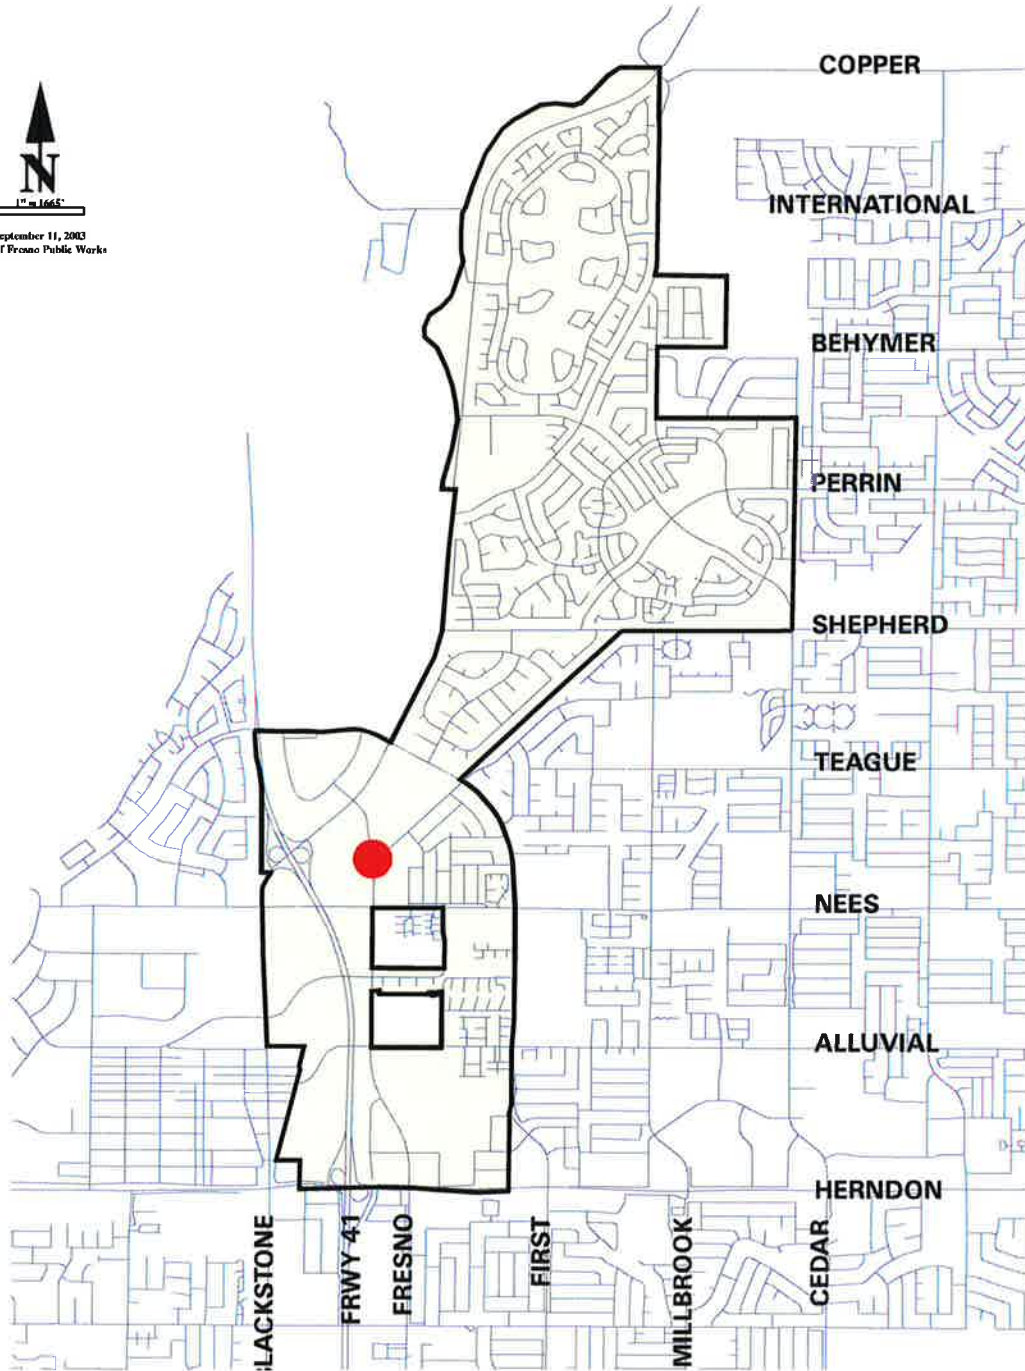 COPPER
N
1" = 1665'
INTERNATIONAL
eptember 11, 2003
f Fresno Public Works
BEHYMER
PERRIN
SHEPHERD
TEAGUE
NEES
ALLUVIAL
HERNDON
LACKSTONE
FRWY 41
FRESNO
FIRST
MILLBROOK
CEDAR